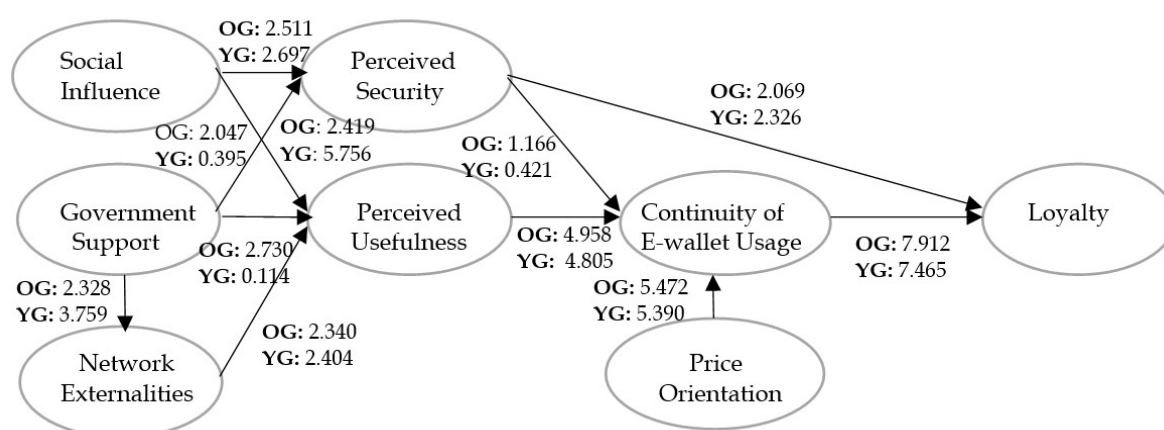 OG: 2.511
YG: 2.697
Social
Influence
Perceived
Security
OG: 2.069
YG: 2.326
OG: 2.047
YG: 0.395
OG: 2.419
YG: 5.756
OG: 1.166
YG: 0.421
Government
Support
Perceived
Usefulness
Continuity of
E-wallet Usage
Loyalty
OG: 2.730
YG: 0.114
OG: 4.958
YG: 4.805
OG: 7.912
YG: 7.465
OG: 2.328
YG: 3.759
OG: 5.472
YG: 5.390
OG: 2.340
YG: 2.404
Network
Externalities
Price
Orientation